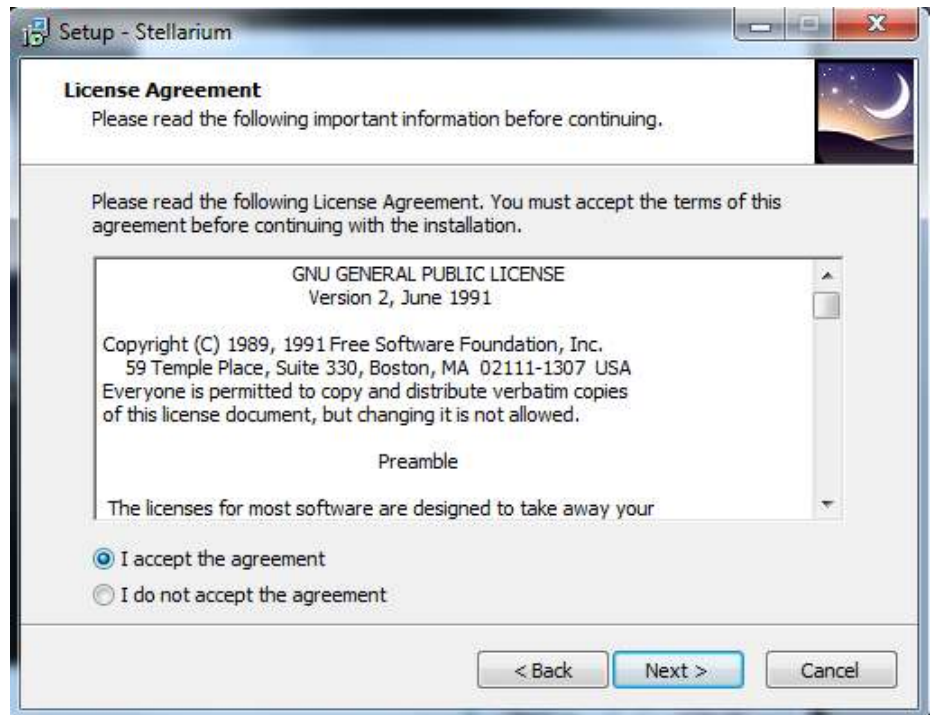 Setup - Stellarium
License Agreement
Please read the following important information before continuing.
Please read the following License Agreement. You must accept the terms of this
agreement before continuing with the installation.
GNU GENERAL PUBLIC LICENSE
Version 2, June 1991
Copyright (C) 1989, 1991 Free Software Foundation, Inc.
59 Temple Place, Suite 330, Boston, MA 02111-1307 USA
Everyone is permitted to copy and distribute verbatim copies
of this license document, but changing it is not allowed.
Preamble
The licenses for most software are designed to take away your
I accept the agreement
I do not accept the agreement
< Back Next > Cancel